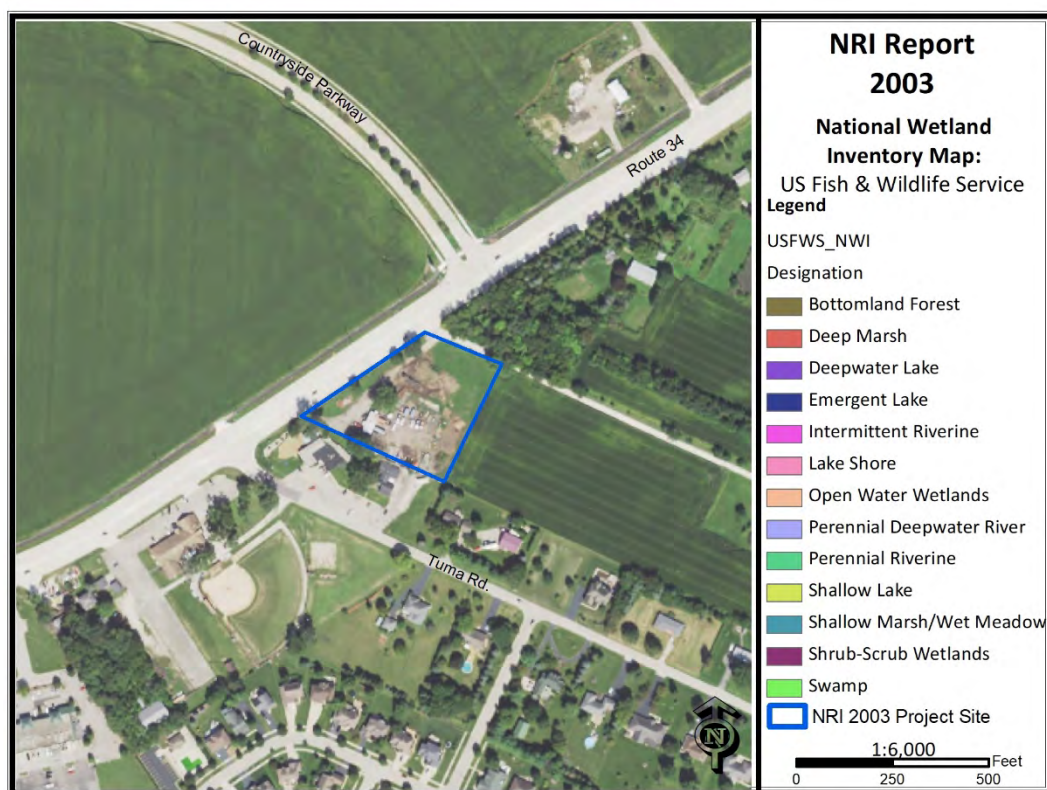 Countryside Parkway
Route 34
Tuma Rd.
N
NRI Report
2003
National Wetland
Inventory Map:
US Fish & Wildlife Service
Legend
USFWS_NWI
Designation
Bottomland Forest
Deep Marsh
Deepwater Lake
Emergent Lake
Intermittent Riverine
Lake Shore
Open Water Wetlands
Perennial Deepwater River
Perennial Riverine
Shallow Lake
Shallow Marsh/Wet Meadow
Shrub-Scrub Wetlands
Swamp
NRI 2003 Project Site
1:6,000
Feet
0 250 500